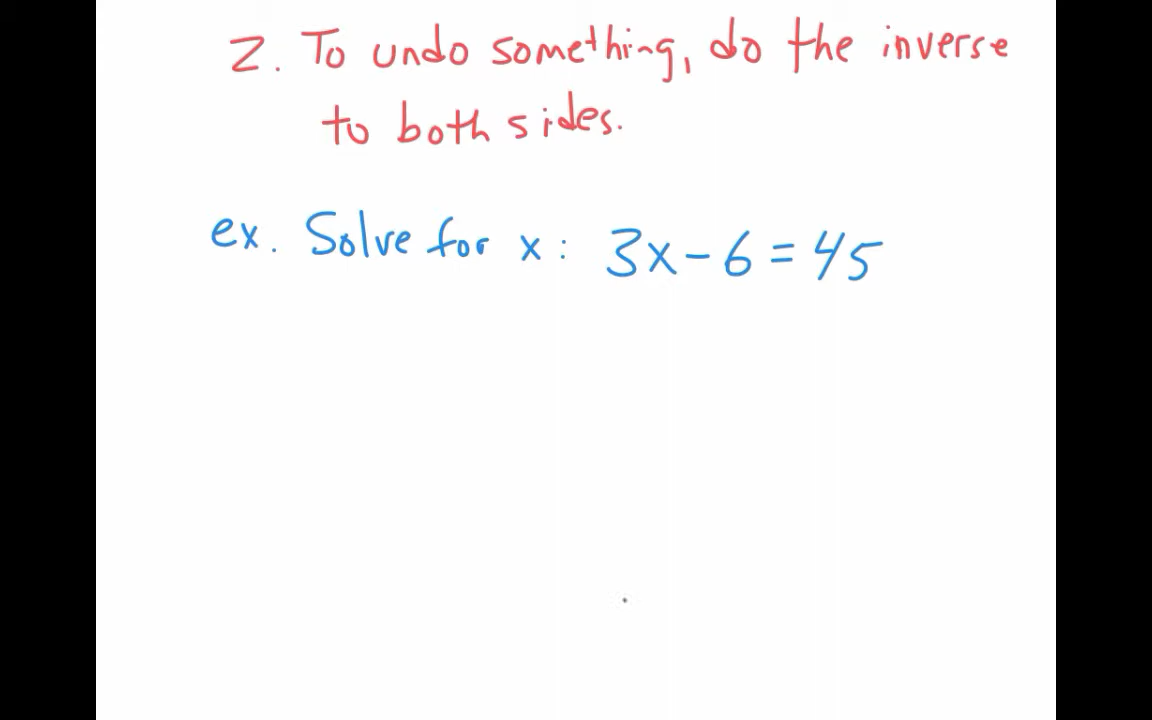 2. To undo something, do the inverse
to both sides.
ex. Solve for x: 3x-6=45